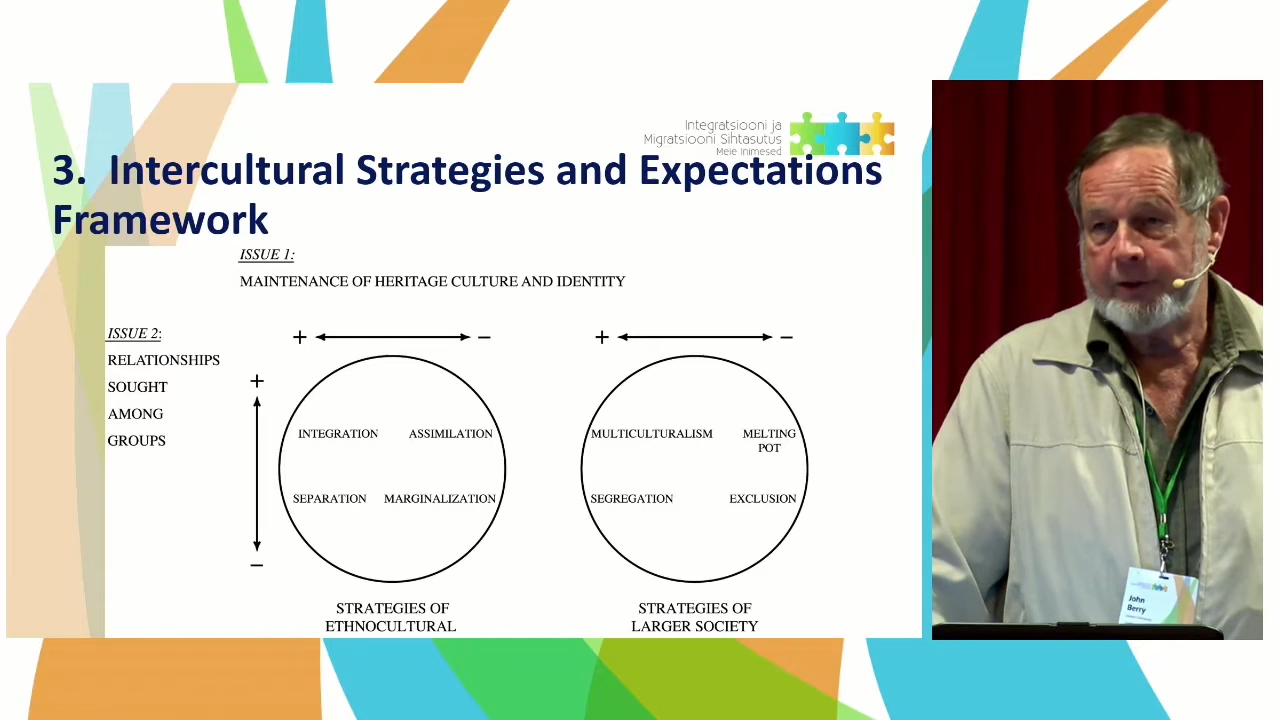 Integratsiooni ja
Migratsiooni Sihtasutus
Meie Inimesed
3. Intercultural Strategies and Expectations
Framework
ISSUE 1:
MAINTENANCE OF HERITAGE CULTURE AND IDENTITY
ISSUE 2:
RELATIONSHIPS
SOUGHT
AMONG
GROUPS
+ −
+ −
+
−
INTEGRATION ASSIMILATION
SEPARATION MARGINALIZATION
MULTICULTURALISM MELTING
POT
SEGREGATION EXCLUSION
STRATEGIES OF
ETHNOCULTURAL
STRATEGIES OF
LARGER SOCIETY
John
Berry